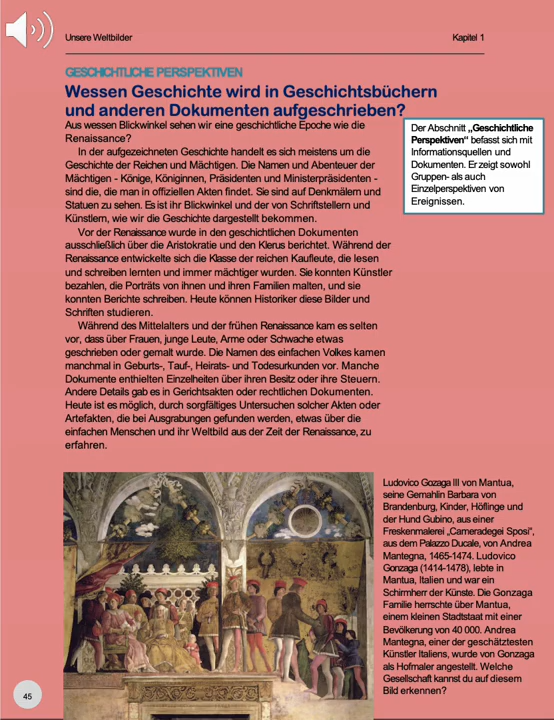 Unsere Weltbilder
Kapitel 1
GESCHICHTLICHE PERSPEKTIVEN
Wessen Geschichte wird in Geschichtsbüchern
und anderen Dokumenten aufgeschrieben?
Aus wessen Blickwinkel sehen wir eine geschichtliche Epoche wie die
Renaissance?
In der aufgezeichneten Geschichte handelt es sich meistens um die
Geschichte der Reichen und Mächtigen. Die Namen und Abenteuer der
Mächtigen - Könige, Königinnen, Präsidenten und Ministerpräsidenten -
sind die, die man in offiziellen Akten findet. Sie sind auf Denkmälern und
Statuen zu sehen. Es ist ihr Blickwinkel und der von Schriftstellern und
Künstlern, wie wir die Geschichte dargestellt bekommen.
Vor der Renaissance wurde in den geschichtlichen Dokumenten
ausschließlich über die Aristokratie und den Klerus berichtet. Während der
Renaissance entwickelte sich die Klasse der reichen Kaufleute, die lesen
und schreiben lernten und immer mächtiger wurden. Sie konnten Künstler
bezahlen, die Porträts von ihnen und ihren Familien malten, und sie
konnten Berichte schreiben. Heute können Historiker diese Bilder und
Schriften studieren.
Während des Mittelalters und der frühen Renaissance kam es selten
vor, dass über Frauen, junge Leute, Arme oder Schwache etwas
geschrieben oder gemalt wurde. Die Namen des einfachen Volkes kamen
manchmal in Geburts-, Tauf-, Heirats- und Todesurkunden vor. Manche
Dokumente enthielten Einzelheiten über ihren Besitz oder ihre Steuern.
Andere Details gab es in Gerichtsakten oder rechtlichen Dokumenten.
Heute ist es möglich, durch sorgfältiges Untersuchen solcher Akten oder
Artefakten, die bei Ausgrabungen gefunden werden, etwas über die
einfachen Menschen und ihr Weltbild aus der Zeit der Renaissance, zu
erfahren.
Der Abschnitt „Geschichtliche
Perspektiven“ befasst sich mit
Informationsquellen und
Dokumenten. Er zeigt sowohl
Gruppen- als auch
Einzelperspektiven von
Ereignissen.
Ludovico Gozaga III von Mantua,
seine Gemahlin Barbara von
Brandenburg, Kinder, Höflinge und
der Hund Gubino, aus einer
Freskenmalerei „Cameradegei Sposi“,
aus dem Palazzo Ducale, von Andrea
Mantegna, 1465-1474. Ludovico
Gonzaga (1414-1478), lebte in
Mantua, Italien und war ein
Schirmherr der Künste. Die Gonzaga
Familie herrschte über Mantua,
einem kleinen Stadtstaat mit einer
Bevölkerung von 40 000. Andrea
Mantegna, einer der geschätztesten
Künstler Italiens, wurde von Gonzaga
als Hofmaler angestellt. Welche
Gesellschaft kannst du auf diesem
Bild erkennen?
45